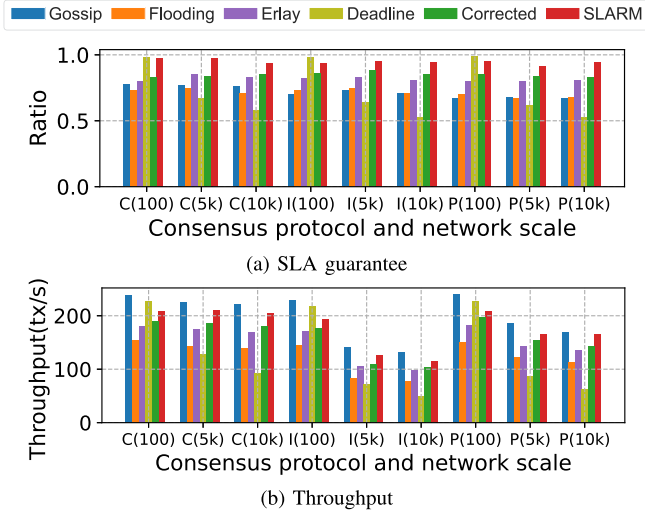 Gossip Flooding Erlay Deadline Corrected SLARM
1.0
0.5
0.0
Ratio
C(100) C(5k) C(10k) I(100) I(5k) I(10k) P(100) P(5k) P(10k)
Consensus protocol and network scale
(a) SLA guarantee
200
100
0
Throughput(tx/s)
C(100) C(5k) C(10k) I(100) I(5k) I(10k) P(100) P(5k) P(10k)
Consensus protocol and network scale
(b) Throughput